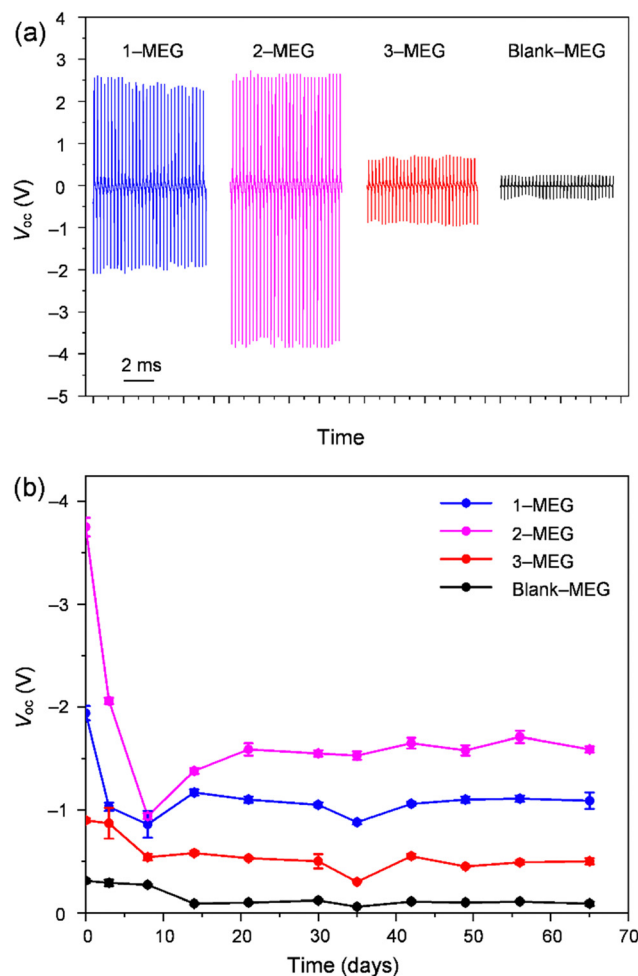 (a)
4
3
2
1
0
–1
–2
–3
–4
–5
Voc (V)
1–MEG 2–MEG 3–MEG Blank–MEG
2 ms
Time
(b)
–4
–3
–2
–1
0
Voc (V)
1–MEG
2–MEG
3–MEG
Blank–MEG
0 10 20 30 40 50 60 70
Time (days)